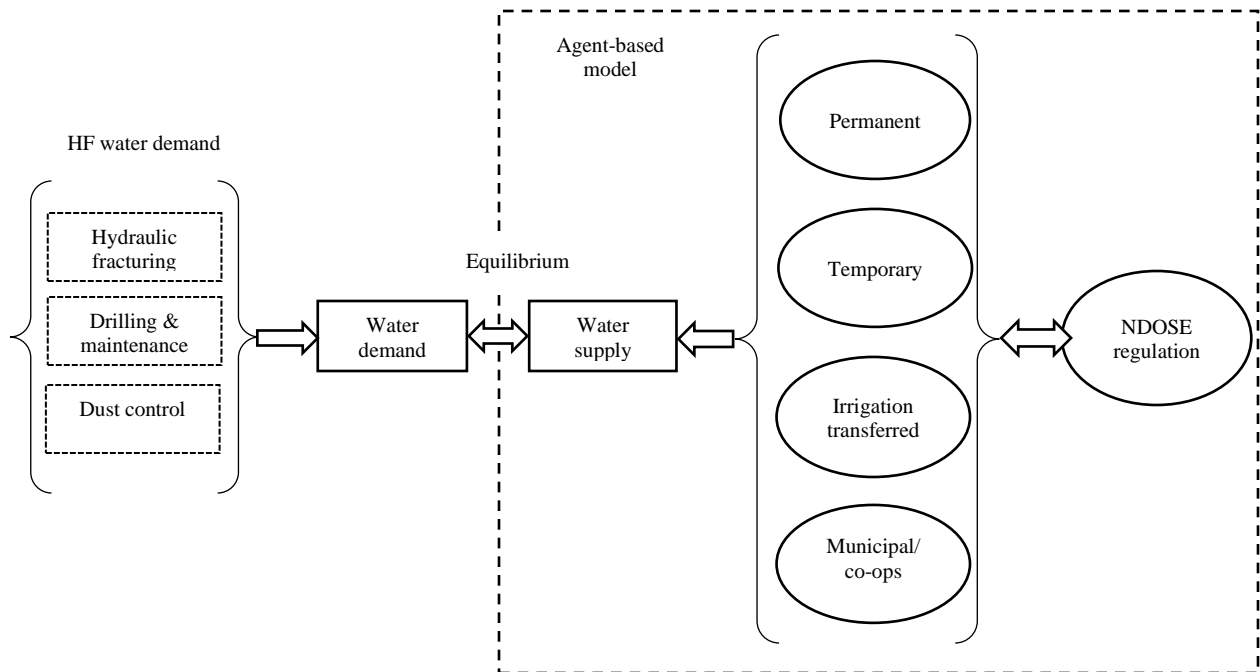 HF water demand
Hydraulic
fracturing
Drilling &
maintenance
Dust control
Water
demand
Equilibrium
Water
supply
Agent-based
model
Permanent
Temporary
Irrigation
transferred
Municipal/
co-ops
NDOSE
regulation